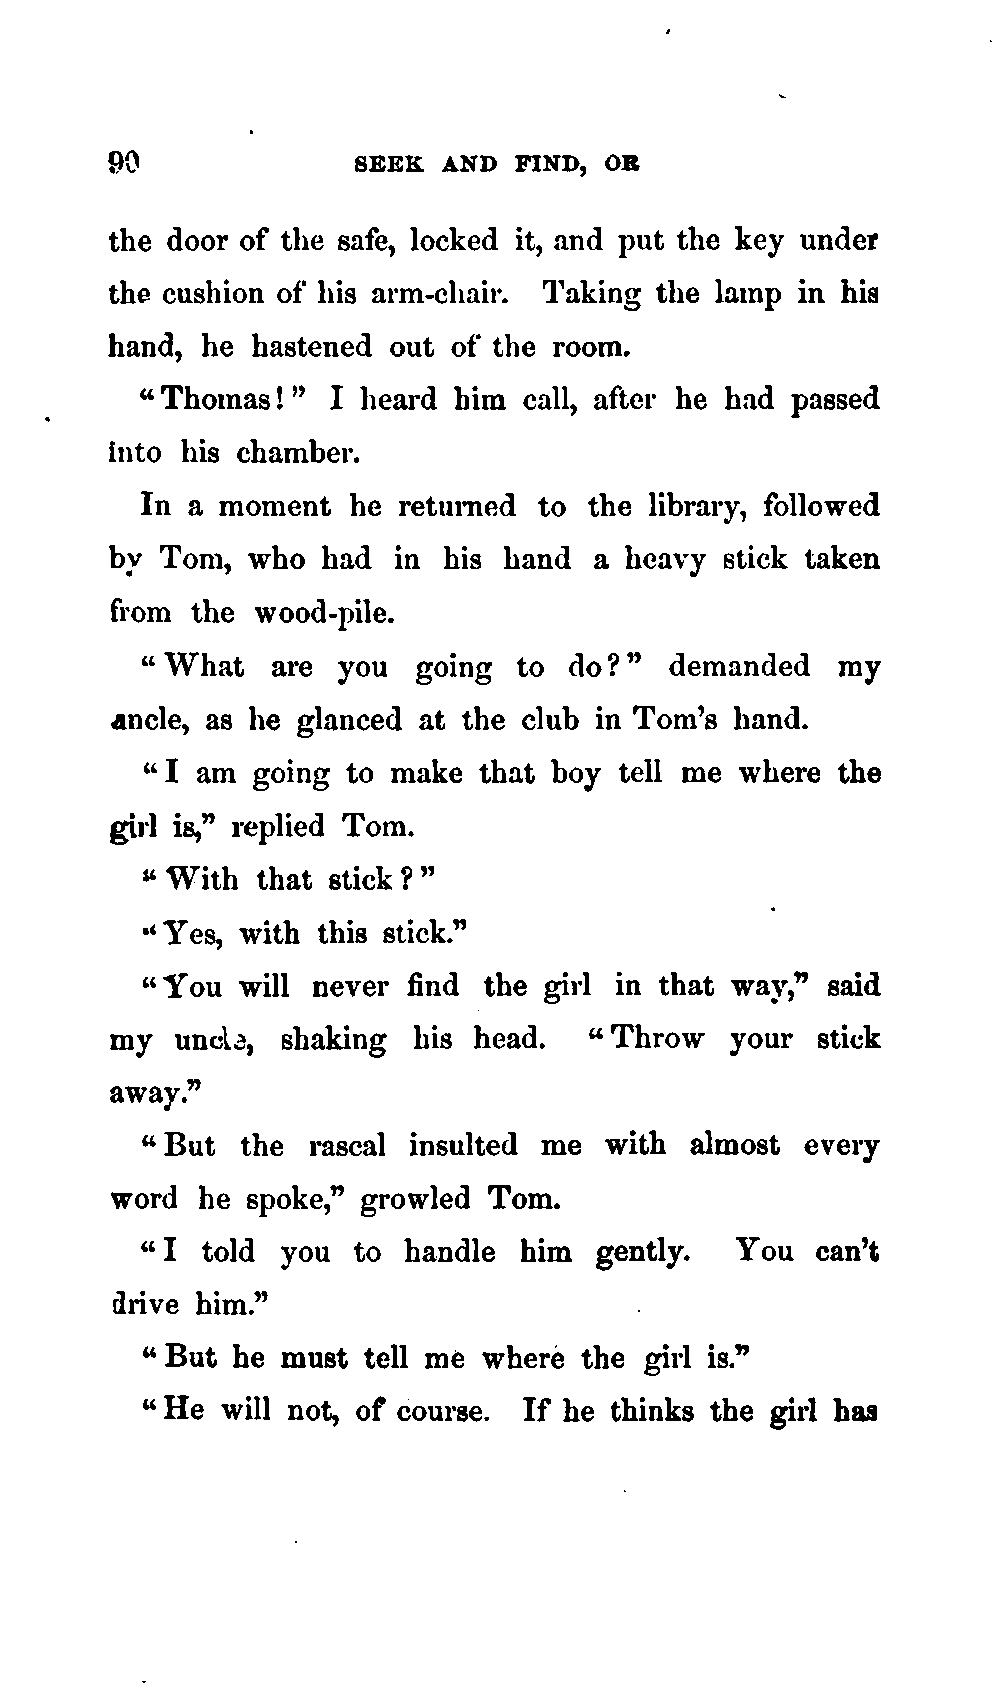 90 SEEK AND FIND, OR
the door of the safe, locked it, and put the key under
the cushion of his arm-chair. Taking the lamp in his
hand, he hastened out of the room.
“Thomas!” I heard him call, after he had passed
into his chamber.
In a moment he returned to the library, followed
by Tom, who had in his hand a heavy stick taken
from the wood-pile.
“What are you going to do?” demanded my
uncle, as he glanced at the club in Tom’s hand.
“I am going to make that boy tell me where the
girl is,” replied Tom.
“With that stick?”
“Yes, with this stick.”
“You will never find the girl in that way,” said
my uncle, shaking his head. “Throw your stick
away.”
“But the rascal insulted me with almost every
word he spoke,” growled Tom.
“I told you to handle him gently. You can’t
drive him.”
“But he must tell me where the girl is.”
“He will not, of course. If he thinks the girl has